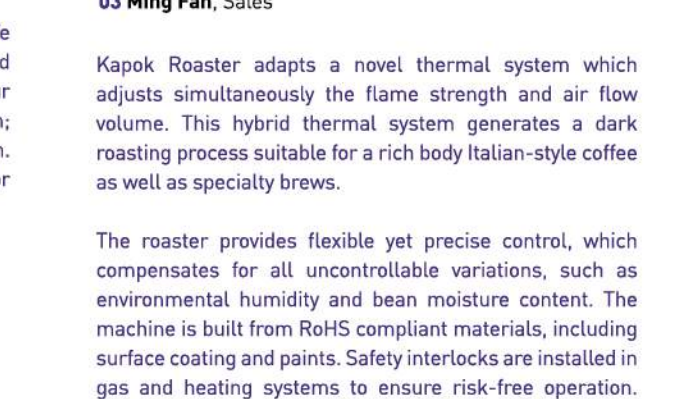 03 Ming Fan, Sales
Kapok Roaster adapts a novel thermal system which
adjusts simultaneously the flame strength and air flow
volume. This hybrid thermal system generates a dark
roasting process suitable for a rich body Italian-style coffee
as well as specialty brews.
The roaster provides flexible yet precise control, which
compensates for all uncontrollable variations, such as
environmental humidity and bean moisture content. The
machine is built from RoHS compliant materials, including
surface coating and paints. Safety interlocks are installed in
gas and heating systems to ensure risk-free operation.